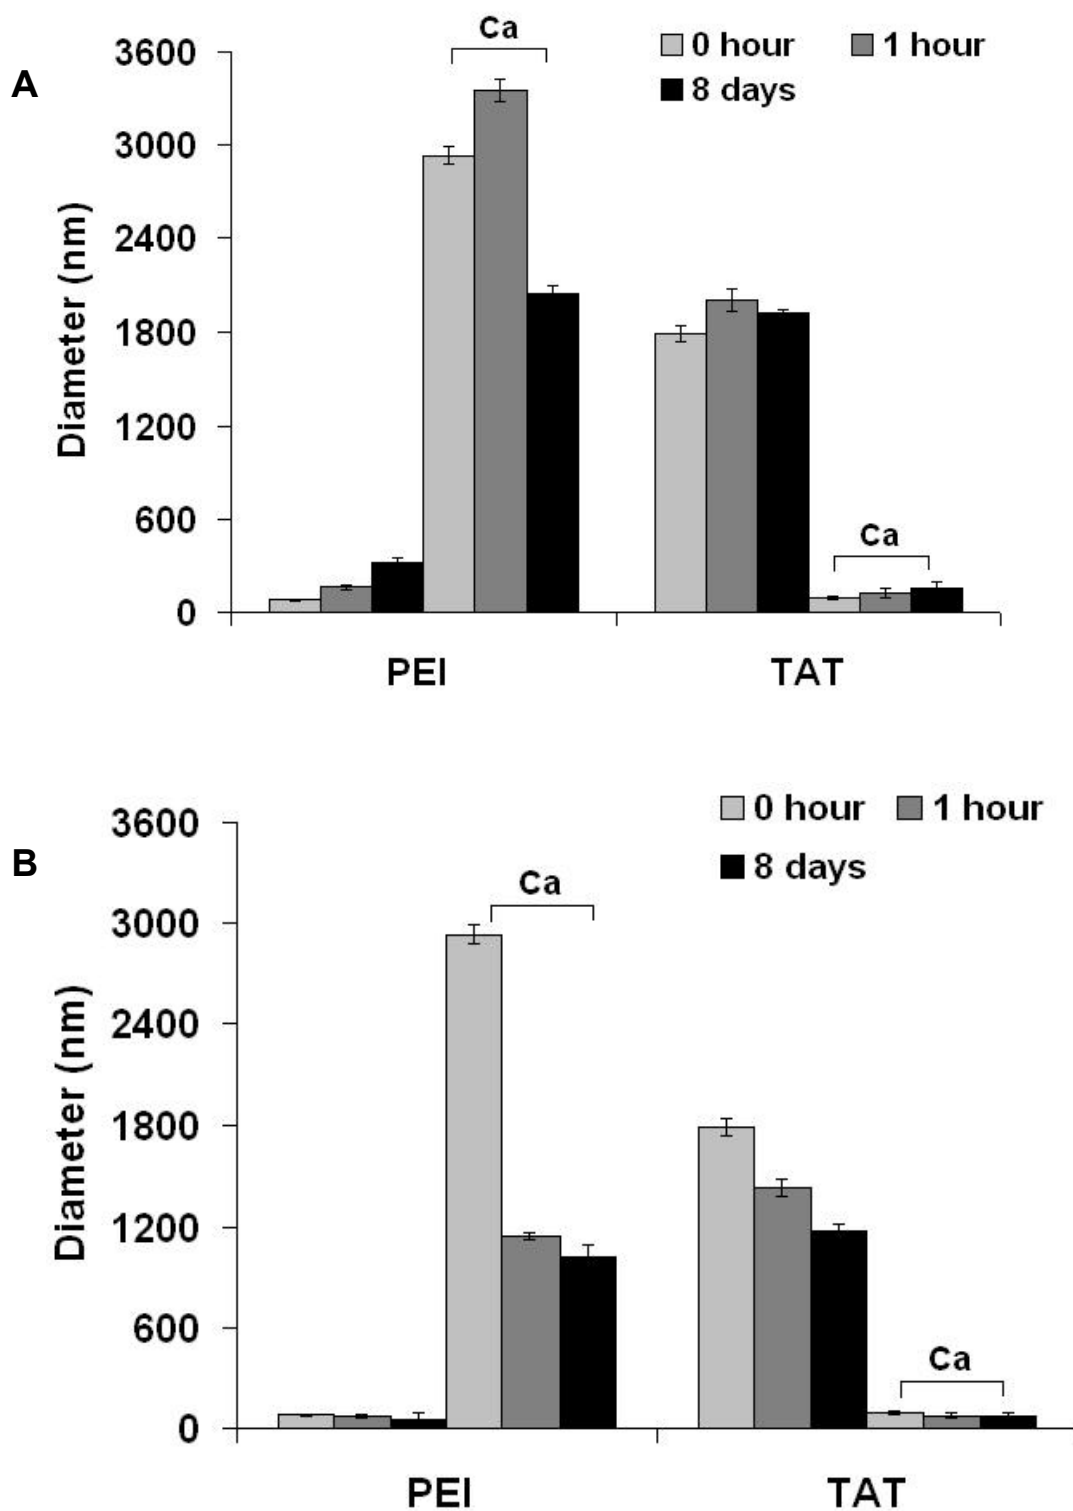 A
Ca
0 hour 1 hour
8 days
3600
3000
2400
1800
1200
600
0
Diameter (nm)
Ca
PEI TAT
B
0 hour 1 hour
8 days
3600
3000
2400
1800
1200
600
0
Diameter (nm)
Ca
Ca
PEI TAT